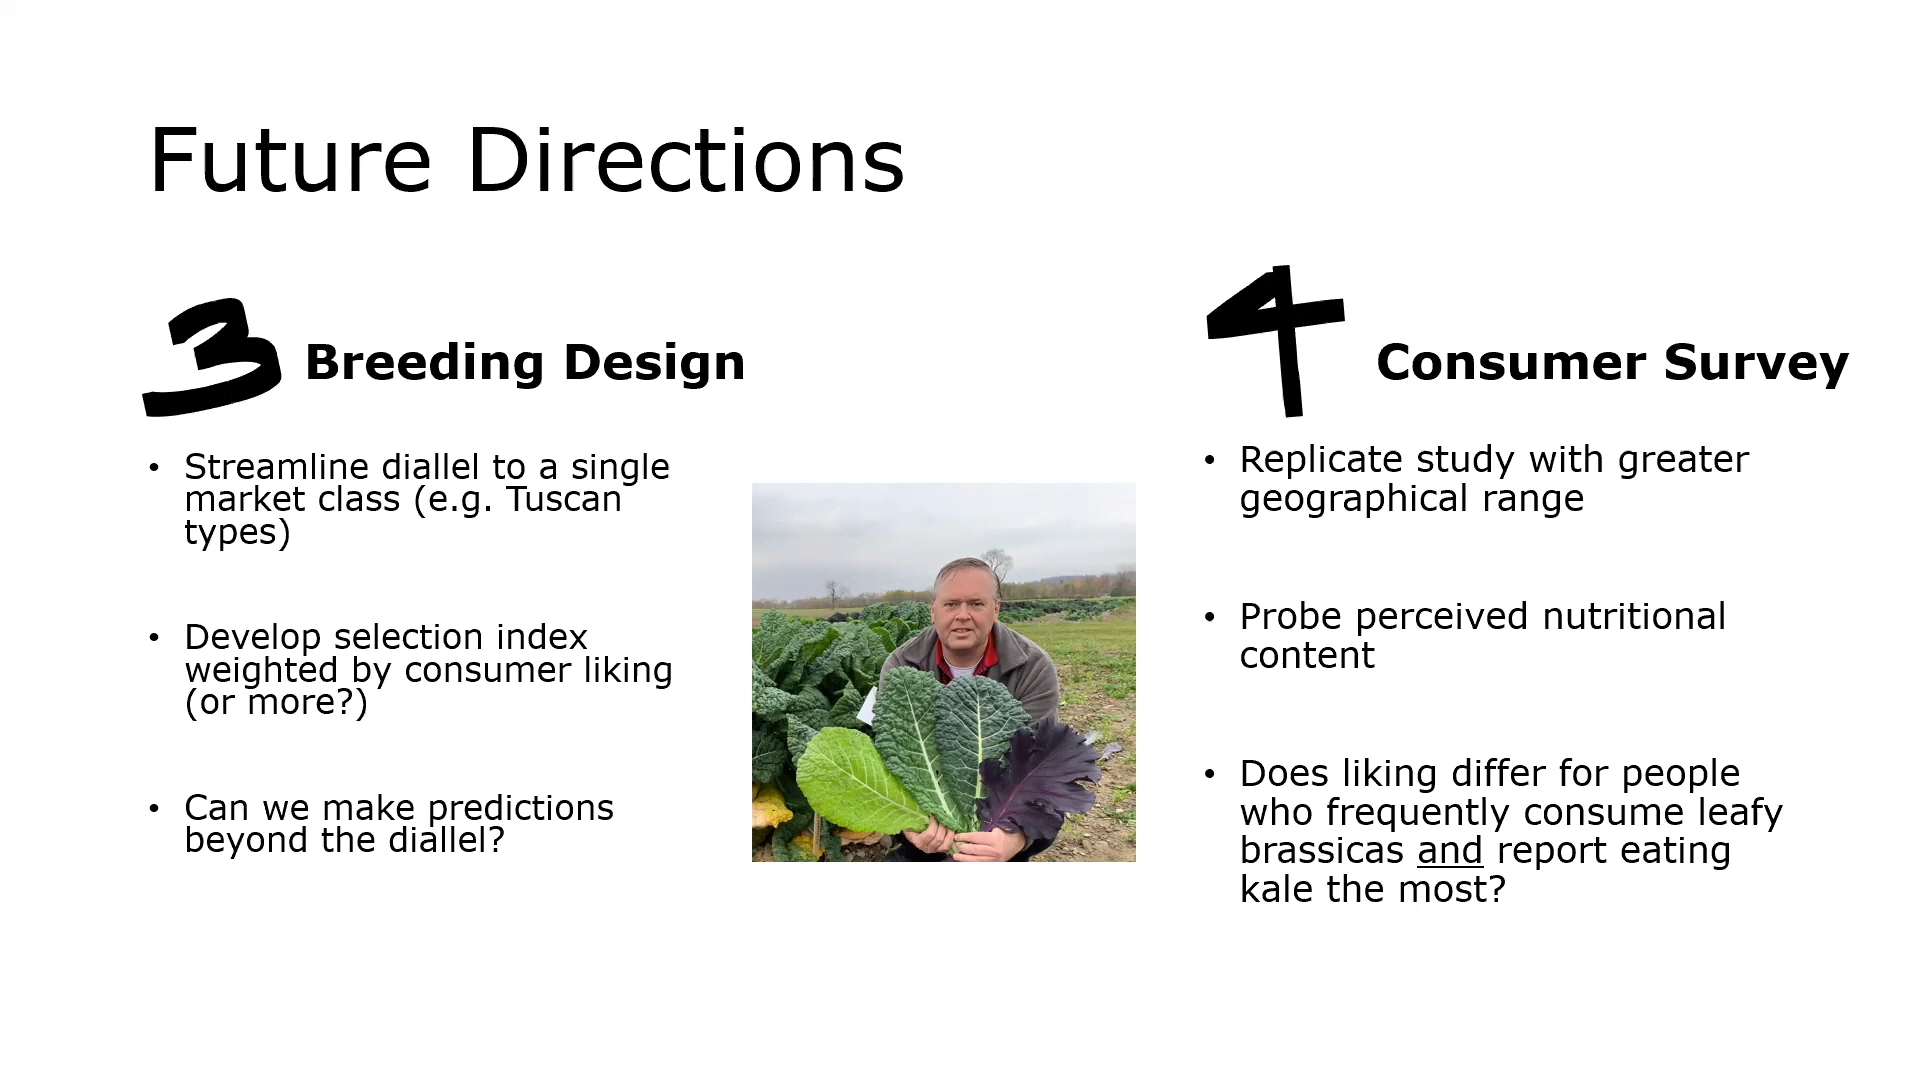 Future Directions
3 Breeding Design
• Streamline diallel to a single
market class (e.g. Tuscan
types)
• Develop selection index
weighted by consumer liking
(or more?)
• Can we make predictions
beyond the diallel?
4 Consumer Survey
• Replicate study with greater
geographical range
• Probe perceived nutritional
content
• Does liking differ for people
who frequently consume leafy
brassicas and report eating
kale the most?